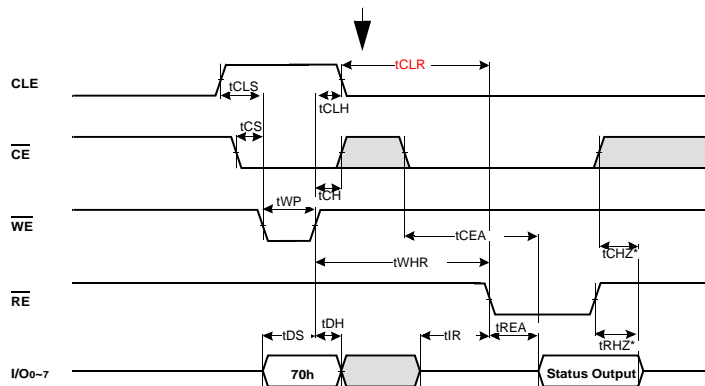 tCLR
CLE
tCLS
tCLH
tCS
CE
tCH
tWP
WE
tCEA
tCHZ*
tWHR
RE
tDS
tDH
tIR
tREA
tRHZ*
I/O0~7
70h
Status Output